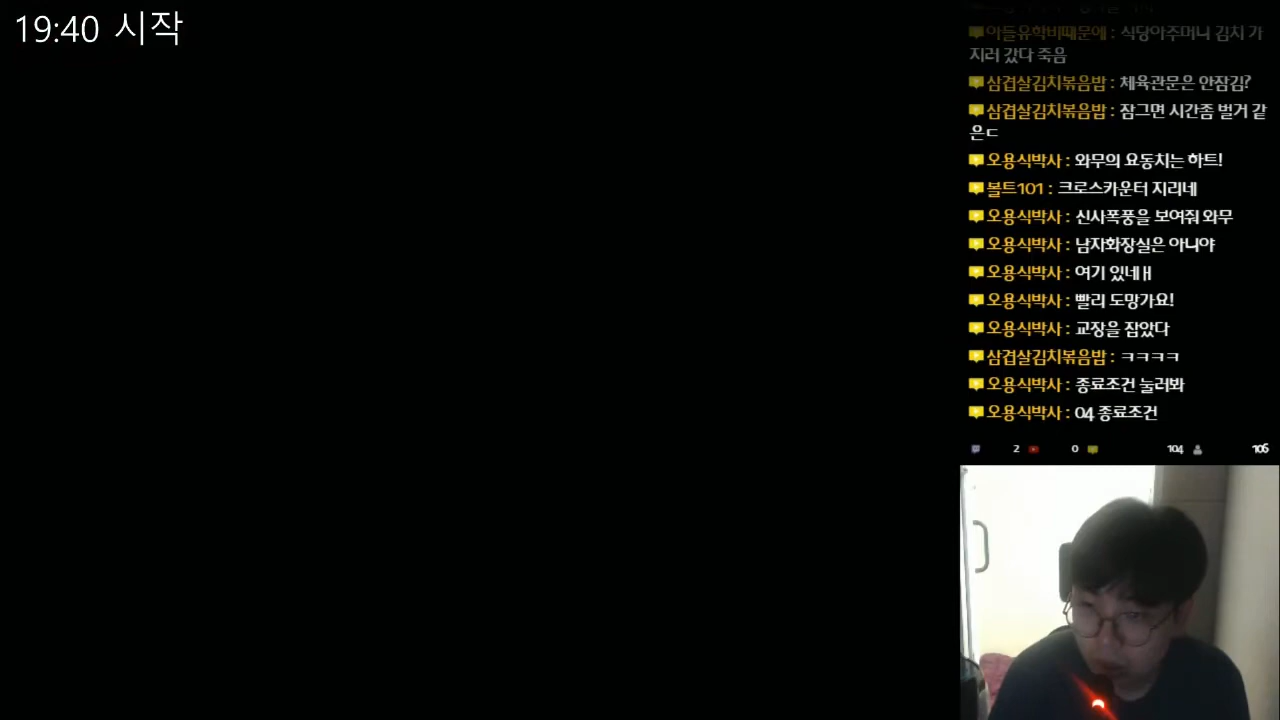 19:40 시작
아들유학비때문에 : 식당아주머니 김치 가
지러 갔다 죽음
삼겹살김치볶음밥 : 체육관문은 안잠김?
삼겹살김치볶음밥 : 잠그면 시간좀 벌거 같
은ㄷ
오용식박사 : 와무의 요동치는 하트!
볼트101 : 크로스카운터 지리네
오용식박사 : 신사폭풍을 보여줘 와무
오용식박사 : 남자화장실은 아니야
오용식박사 : 여기 있네ㅐ
오용식박사 : 빨리 도망가요!
오용식박사 : 교장을 잡았다
삼겹살김치볶음밥 : ㅋㅋㅋㅋ
오용식박사 : 종료조건 눌러봐
오용식박사 : 04 종료조건
2 0 104 106